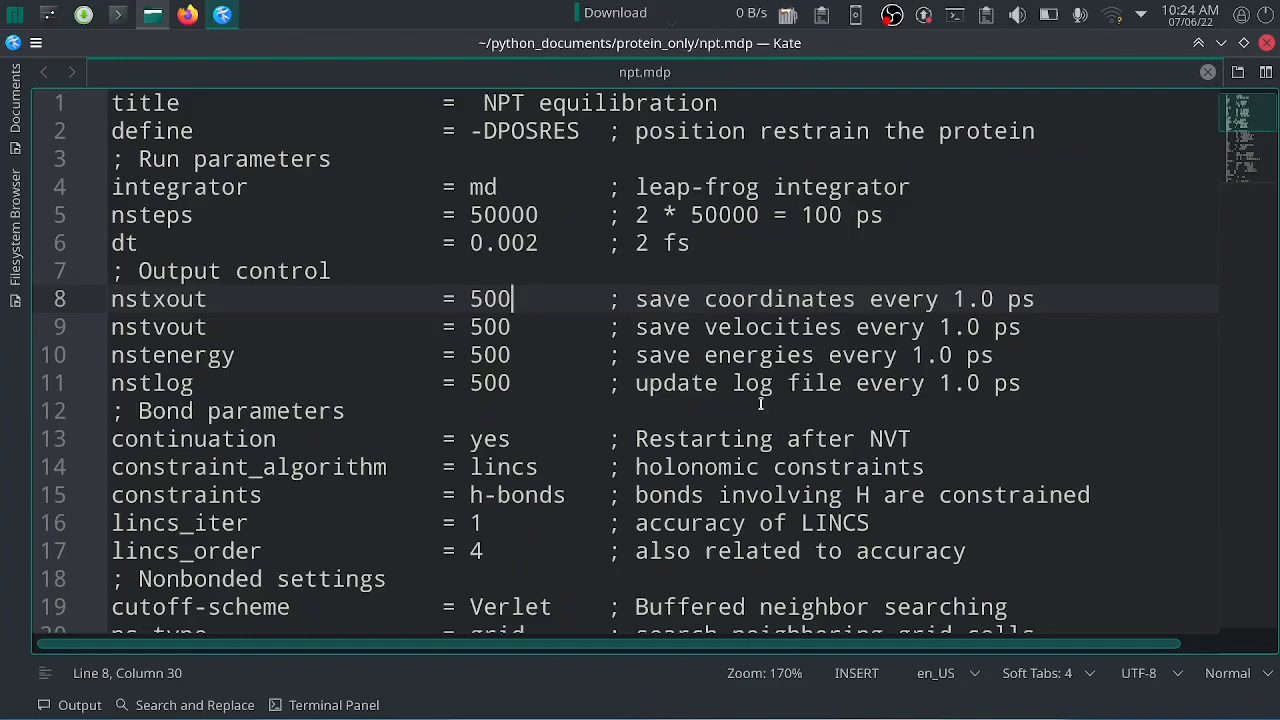 Download
0 B/s
10:24 AM
07/06/22
~/python_documents/protein_only/npt.mdp — Kate
npt.mdp
Documents
Filesystem Browser
1 title = NPT equilibration
2 define = -DPOSRES ; position restrain the protein
3 ; Run parameters
4 integrator = md ; leap-frog integrator
5 nsteps = 50000 ; 2 * 50000 = 100 ps
6 dt = 0.002 ; 2 fs
7 ; Output control
8 nstxout = 500 ; save coordinates every 1.0 ps
9 nstvout = 500 ; save velocities every 1.0 ps
10 nstenergy = 500 ; save energies every 1.0 ps
11 nstlog = 500 ; update log file every 1.0 ps
12 ; Bond parameters
13 continuation = yes ; Restarting after NVT
14 constraint_algorithm = lincs ; holonomic constraints
15 constraints = h-bonds ; bonds involving H are constrained
16 lincs_iter = 1 ; accuracy of LINCS
17 lincs_order = 4 ; also related to accuracy
18 ; Nonbonded settings
19 cutoff-scheme = Verlet ; Buffered neighbor searching
20 ns_type = grid ; search neighboring grid cells
Line 8, Column 30
Zoom: 170%
INSERT
en_US
Soft Tabs: 4
UTF-8
Normal
Output
Search and Replace
Terminal Panel